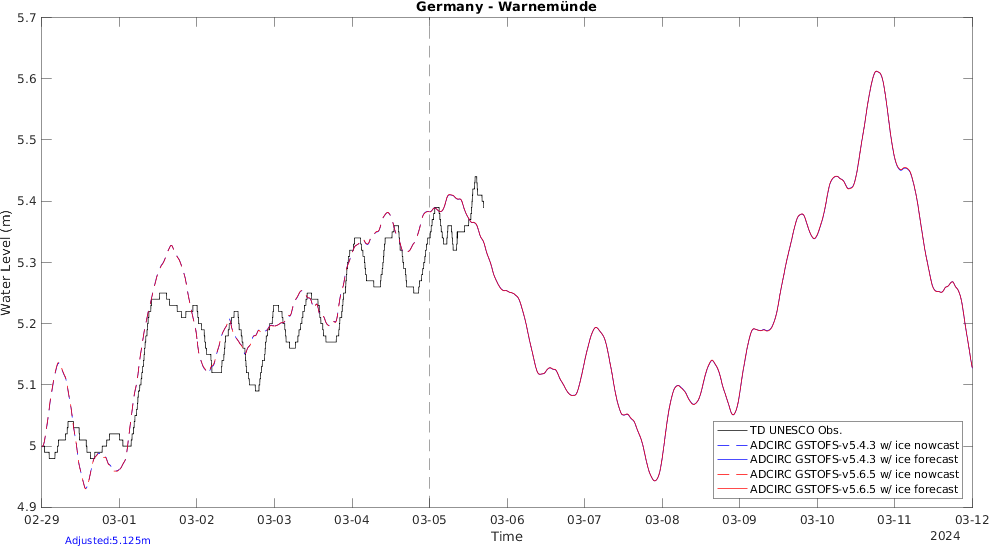 Germany - Warnemünde
5.7
5.6
5.5
5.4
5.3
5.2
5.1
5
4.9
Water Level (m)
TD UNESCO Obs.
ADCIRC GSTOFS-v5.4.3 w/ ice nowcast
ADCIRC GSTOFS-v5.4.3 w/ ice forecast
ADCIRC GSTOFS-v5.6.5 w/ ice nowcast
ADCIRC GSTOFS-v5.6.5 w/ ice forecast
02-29 03-01 03-02 03-03 03-04 03-05 03-06 03-07 03-08 03-09 03-10 03-11 03-12
Time
2024
Adjusted:5.125m